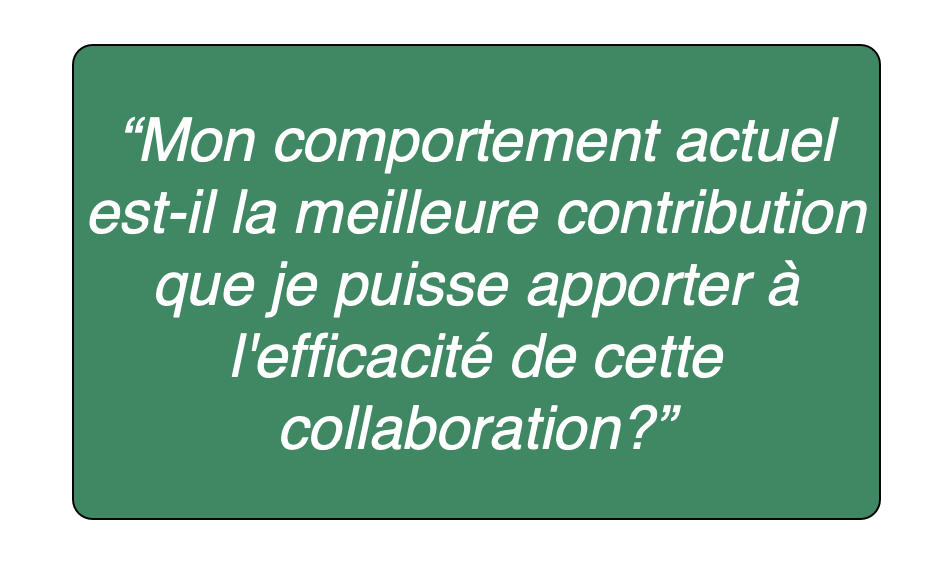 “Mon comportement actuel
est-il la meilleure contribution
que je puisse apporter à
l'efficacité de cette
collaboration?”